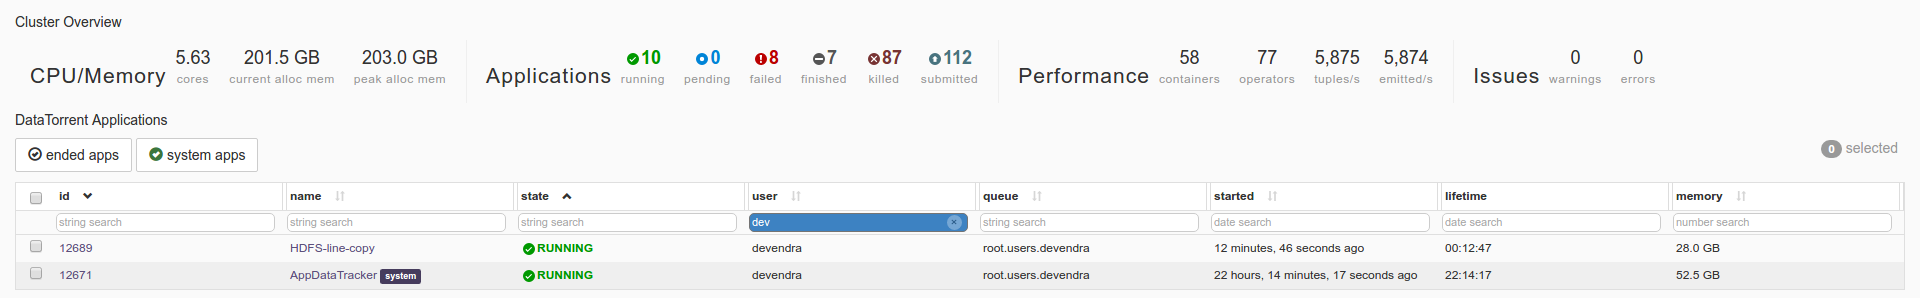 Cluster Overview
CPU/Memory 5.63 cores 201.5 GB current alloc mem 203.0 GB peak alloc mem
Applications 10 running 0 pending 8 failed 7 finished 87 killed 112 submitted
Performance 58 containers 77 operators 5,875 tuples/s 5,874 emitted/s
Issues 0 warnings 0 errors
DataTorrent Applications
ended apps system apps 0 selected
id name state user queue started lifetime memory
string search string search string search dev string search date search date search number search
12689 HDFS-line-copy RUNNING devendra root.users.devendra 12 minutes, 46 seconds ago 00:12:47 28.0 GB
12671 AppDataTracker system RUNNING devendra root.users.devendra 22 hours, 14 minutes, 17 seconds ago 22:14:17 52.5 GB